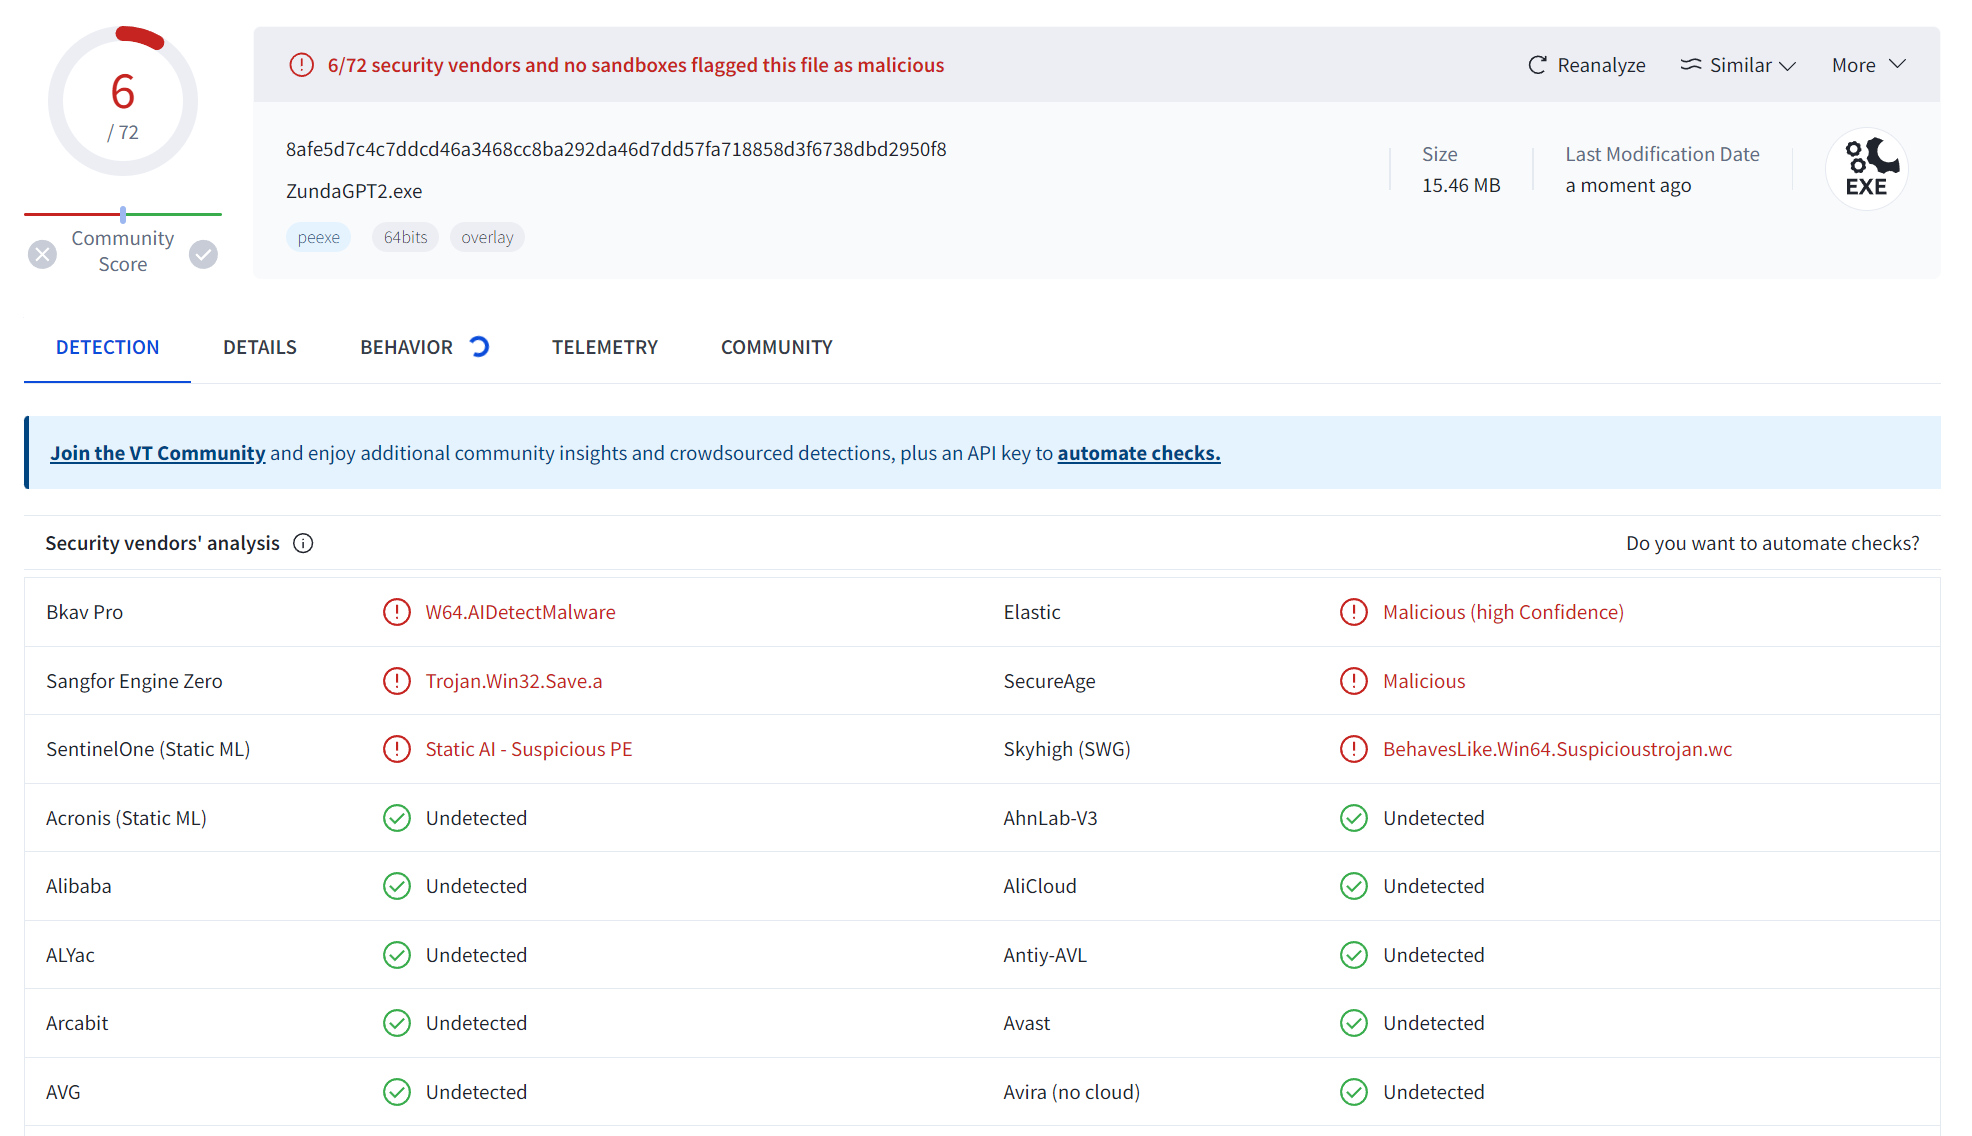 6
/ 72
Community
Score
6/72 security vendors and no sandboxes flagged this file as malicious
Reanalyze
Similar
More
8afe5d7c4c7ddcd46a3468cc8ba292da46d7dd57fa718858d3f6738dbd2950f8
ZundaGPT2.exe
peexe
64bits
overlay
Size
15.46 MB
Last Modification Date
a moment ago
EXE
DETECTION
DETAILS
BEHAVIOR
TELEMETRY
COMMUNITY
Join the VT Community and enjoy additional community insights and crowdsourced detections, plus an API key to automate checks.
Security vendors' analysis
Do you want to automate checks?
Bkav Pro
W64.AIDetectMalware
Elastic
Malicious (high Confidence)
Sangfor Engine Zero
Trojan.Win32.Save.a
SecureAge
Malicious
SentinelOne (Static ML)
Static AI - Suspicious PE
Skyhigh (SWG)
BehavesLike.Win64.Suspicioustrojan.wc
Acronis (Static ML)
Undetected
AhnLab-V3
Undetected
Alibaba
Undetected
AliCloud
Undetected
ALYac
Undetected
Antiy-AVL
Undetected
Arcabit
Undetected
Avast
Undetected
AVG
Undetected
Avira (no cloud)
Undetected